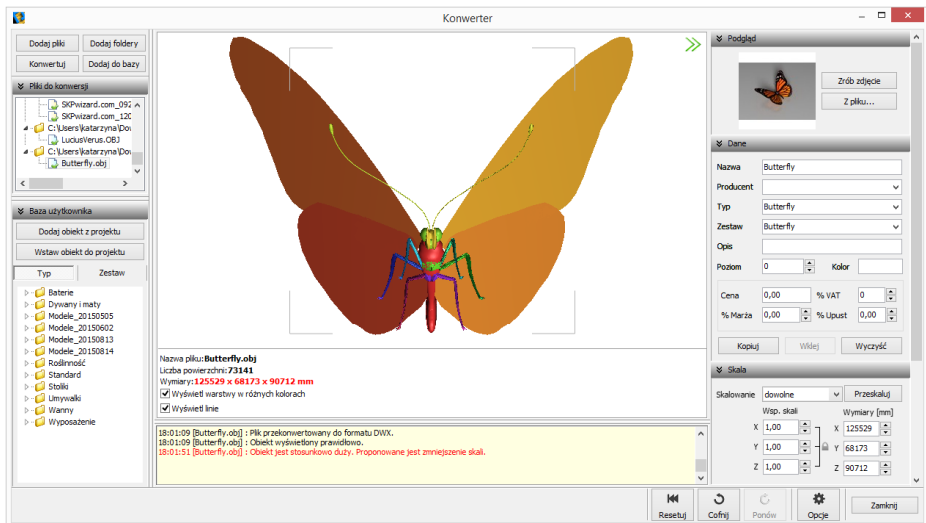 Konwerter
Dodaj pliki
Dodaj foldery
Konwertuj
Dodaj do bazy
Pliki do konwersji
SKPwizard.com_092
SKPwizard.com_120
C:\Users\katarzyna\Dow
LuciusVerus.OBJ
C:\Users\katarzyna\Dow
Butterfly.obj
Baza użytkownika
Dodaj obiekt z projektu
Wstaw obiekt do projektu
Typ
Zestaw
Baterie
Dywany i maty
Modele_20150505
Modele_20150602
Modele_20150813
Modele_20150814
Roślinność
Standard
Stoliki
Umywalki
Wanny
Wyposażenie
Nazwa pliku:Butterfly.obj
Liczba powierzchni:73141
Wymiary:125529 x 68173 x 90712 mm
Wyświetl warstwy w różnych kolorach
Wyświetl linie
18:01:09 [Butterfly.obj] : Plik przekonwertowany do formatu DWX.
18:01:09 [Butterfly.obj] : Obiekt wyświetlony prawidłowo.
18:01:51 [Butterfly.obj] : Obiekt jest stosunkowo duży. Proponowane jest zmniejszenie skali.
Podgląd
Zrób zdjęcie
Z pliku...
Dane
Nazwa Butterfly
Producent
Typ Butterfly
Zestaw Butterfly
Opis
Poziom 0 Kolor
Cena 0,00 % VAT 0
% Marża 0,00 % Upust 0,00
Kopiuj Wklej Wyczyść
Skala
Skalowanie dowolne Przeskaluj
Wsp. skali Wymiary [mm]
X 1,00 X 125529
Y 1,00 Y 68173
Z 1,00 Z 90712
Resetuj Cofnij Ponów Opcje Zamknij